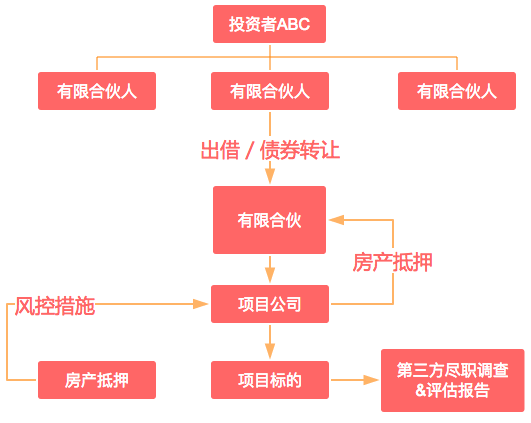 投资者ABC
有限合伙人
有限合伙人
有限合伙人
出借 / 债券转让
有限合伙
房产抵押
风控措施
项目公司
房产抵押
项目标的
第三方尽职调查
&评估报告